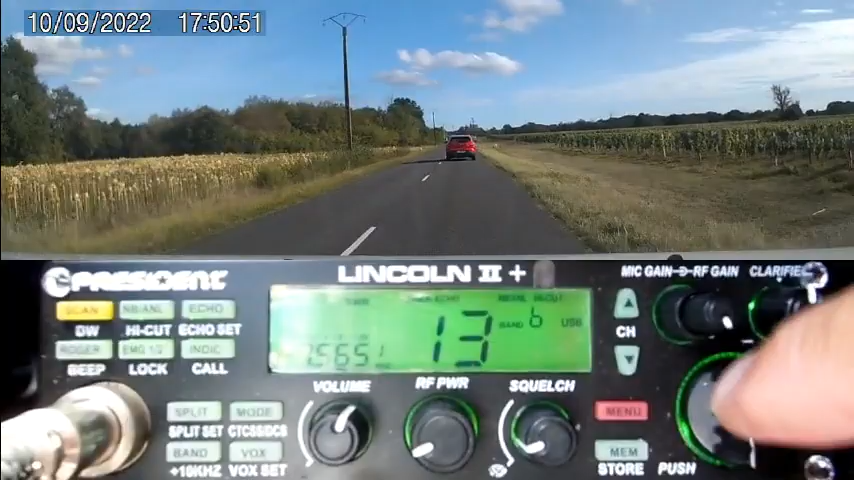 10/09/2022 17:50:51
PRESIDENT LINCOLN II + MIC GAIN RF GAIN CLARIFIER
SCAN NB/ANL ECHO
DW HI-CUT ECHO SET
ROGER EMG 1/2 INDIC
BEEP LOCK CALL
13 BAND b USB
CH
VOLUME RF PWR SQUELCH
SPLIT MODE MENU
SPLIT SET CTCSS/DCS
BAND VOX MEM
+10KHZ VOX SET STORE PUSH